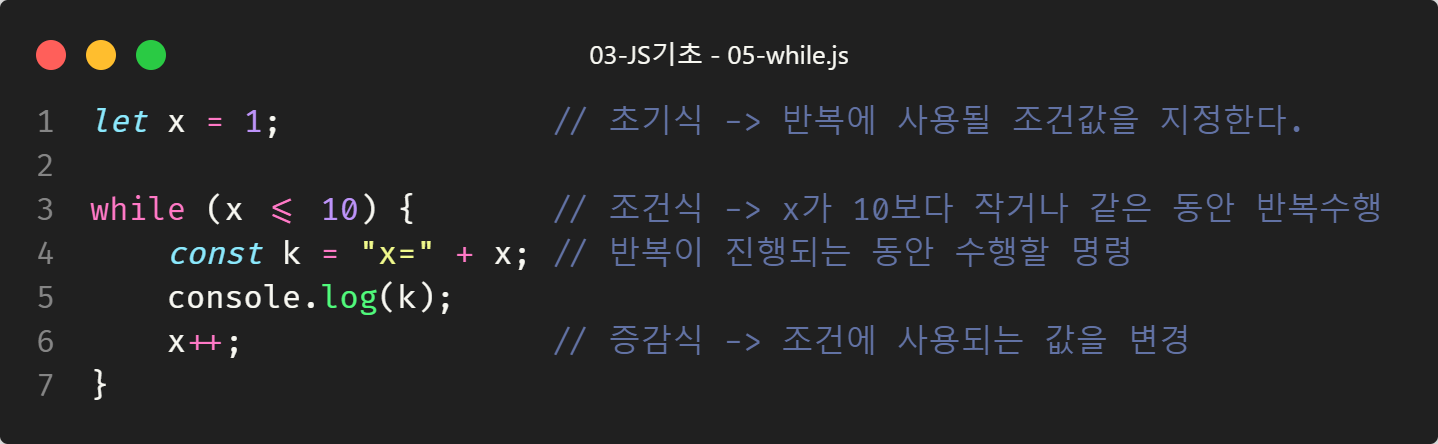 03-JS기초 - 05-while.js
1 let x = 1; // 초기식 -> 반복에 사용될 조건값을 지정한다.
2
3 while (x <= 10) { // 조건식 -> x가 10보다 작거나 같은 동안 반복수행
4 const k = "x=" + x; // 반복이 진행되는 동안 수행할 명령
5 console.log(k);
6 x++; // 증감식 -> 조건에 사용되는 값을 변경
7 }